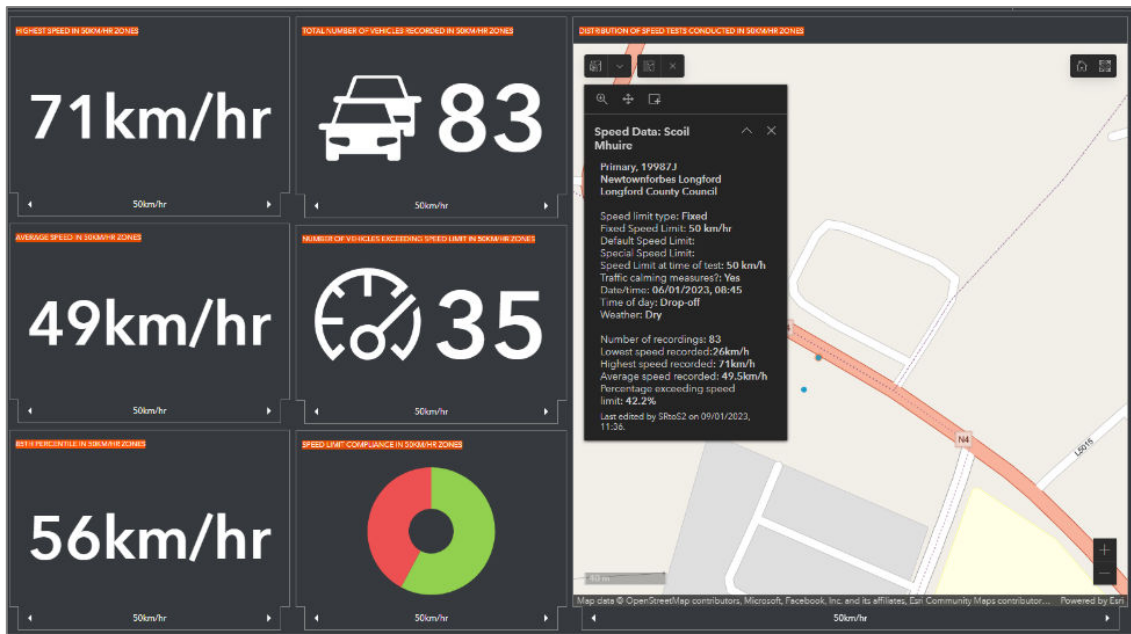 HIGHEST SPEED IN 50KM/HR ZONES
71km/hr
50km/hr
TOTAL NUMBER OF VEHICLES RECORDED IN 50KM/HR ZONES
83
50km/hr
AVERAGE SPEED IN 50KM/HR ZONES
49km/hr
50km/hr
NUMBER OF VEHICLES EXCEEDING SPEED LIMIT IN 50KM/HR ZONES
35
50km/hr
85TH PERCENTILE IN 50KM/HR ZONES
56km/hr
50km/hr
SPEED LIMIT COMPLIANCE IN 50KM/HR ZONES
50km/hr
DISTRIBUTION OF SPEED TESTS CONDUCTED IN 50KM/HR ZONES
Speed Data: Scoil
Mhuire
Primary, 19987J
Newtownforbes Longford
Longford County Council
Speed limit type: Fixed
Fixed Speed Limit: 50 km/hr
Default Speed Limit:
Special Speed Limit:
Speed Limit at time of test: 50 km/h
Traffic calming measures?: Yes
Date/time: 06/01/2023, 08:45
Time of day: Drop-off
Weather: Dry
Number of recordings: 83
Lowest speed recorded:26km/h
Highest speed recorded: 71km/h
Average speed recorded: 49.5km/h
Percentage exceeding speed
limit: 42.2%
Last edited by SRtoS2 on 09/01/2023,
11:36.
N4
L5015
40 m
Map data © OpenStreetMap contributors, Microsoft, Facebook, Inc. and its affiliates, Esri Community Maps contributor... Powered by Esri
50km/hr